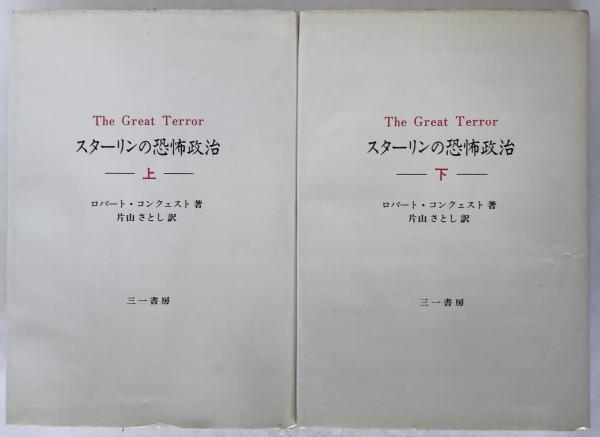 The Great Terror
スターリンの恐怖政治
上
ロバート・コンクェスト著
片山さとし訳
三一書房
The Great Terror
スターリンの恐怖政治
下
ロバート・コンクェスト著
片山さとし訳
三一書房